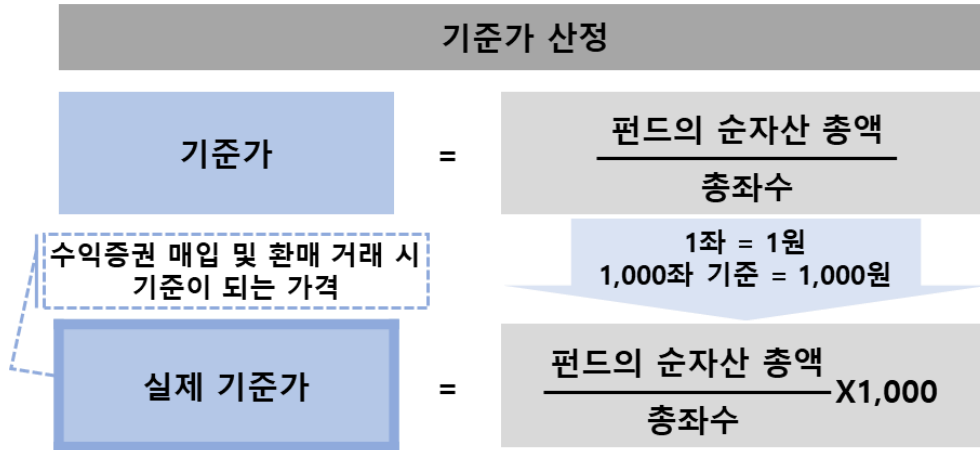 기준가 산정
기준가
=
펀드의 순자산 총액
총좌수
수익증권 매입 및 환매 거래 시
기준이 되는 가격
1좌 = 1원
1,000좌 기준 = 1,000원
실제 기준가
=
펀드의 순자산 총액
총좌수
X1,000